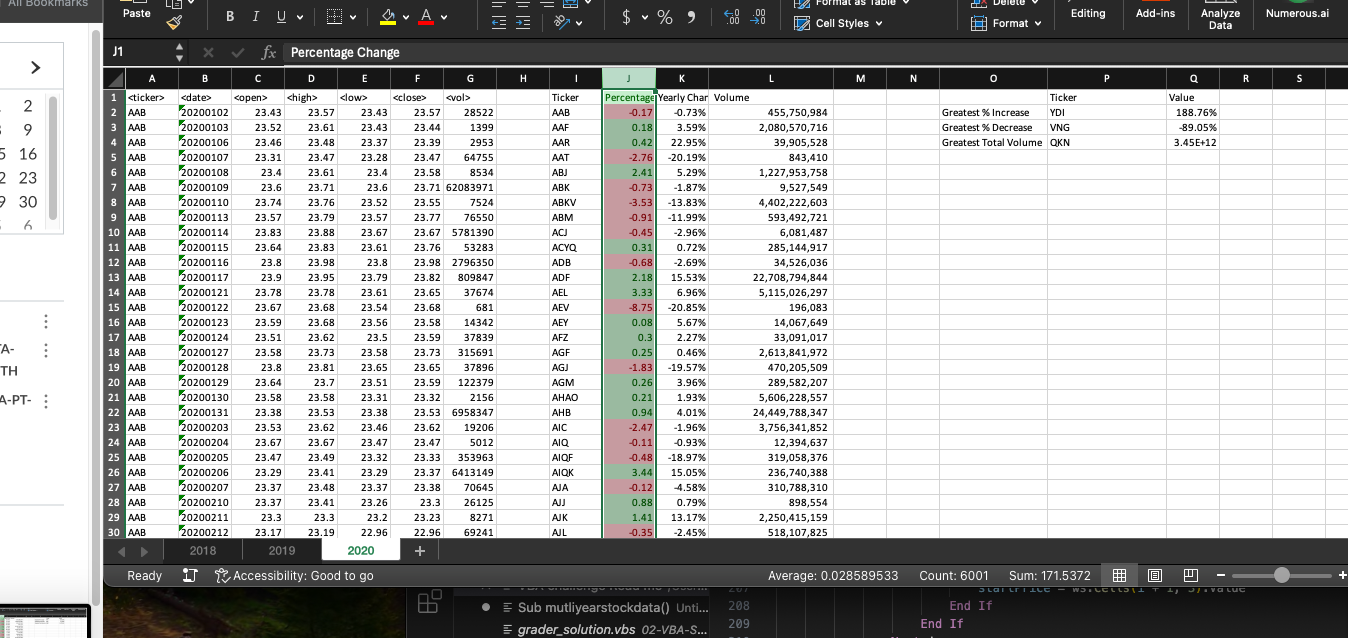 All Bookmarks
Paste
B I U
A
$ % 9
Format as Table
Cell Styles
Delete
Format
Editing
Add-ins
Analyze
Data
Numerous.ai
J1 fx Percentage Change
2
9
5 16
2 23
9 30
6
TA-
TH
A-PT-
A B C D E F G H I J K L M N O P Q R S
1 <ticker> <date> <open> <high> <low> <close> <vol> Ticker Percentage Yearly Char Volume Ticker Value
2 AAB 20200102 23.43 23.57 23.43 23.57 28522 AAB -0.17 -0.73% 455,750,984 Greatest % Increase YDI 188.76%
3 AAB 20200103 23.52 23.61 23.43 23.44 1399 AAF 0.18 3.59% 2,080,570,716 Greatest % Decrease VNG -89.05%
4 AAB 20200106 23.46 23.48 23.37 23.39 2953 AAR 0.42 22.95% 39,905,528 Greatest Total Volume QKN 3.45E+12
5 AAB 20200107 23.31 23.47 23.28 23.47 64755 AAT -2.76 -20.19% 843,410
6 AAB 20200108 23.4 23.61 23.4 23.58 8534 ABJ 2.41 5.29% 1,227,953,758
7 AAB 20200109 23.6 23.71 23.6 23.71 62083971 ABK -0.73 -1.87% 9,527,549
8 AAB 20200110 23.74 23.76 23.52 23.55 7524 ABKV -3.53 -13.83% 4,402,222,603
9 AAB 20200113 23.57 23.79 23.57 23.77 76550 ABM -0.91 -11.99% 593,492,721
10 AAB 20200114 23.83 23.88 23.67 23.67 5781390 ACJ -0.45 -2.96% 6,081,487
11 AAB 20200115 23.64 23.83 23.61 23.76 53283 ACYQ 0.31 0.72% 285,144,917
12 AAB 20200116 23.8 23.98 23.8 23.98 2796350 ADB -0.68 -2.69% 34,526,036
13 AAB 20200117 23.9 23.95 23.79 23.82 809847 ADF 2.18 15.53% 22,708,794,844
14 AAB 20200121 23.78 23.78 23.61 23.65 37674 AEL 3.33 6.96% 5,115,026,297
15 AAB 20200122 23.67 23.68 23.54 23.68 681 AEV -8.75 -20.85% 196,083
16 AAB 20200123 23.59 23.68 23.56 23.58 14342 AEY 0.08 5.67% 14,067,649
17 AAB 20200124 23.51 23.62 23.5 23.59 37839 AFZ 0.3 2.27% 33,091,017
18 AAB 20200127 23.58 23.73 23.58 23.73 315691 AGF 0.25 0.46% 2,613,841,972
19 AAB 20200128 23.8 23.81 23.65 23.65 37896 AGJ -1.83 -19.57% 470,205,509
20 AAB 20200129 23.64 23.7 23.51 23.59 122379 AGM 0.26 3.96% 289,582,207
21 AAB 20200130 23.58 23.58 23.31 23.32 2156 AHAO 0.21 1.93% 5,606,228,557
22 AAB 20200131 23.38 23.53 23.38 23.53 6958347 AHB 0.94 4.01% 24,449,788,347
23 AAB 20200203 23.53 23.62 23.46 23.62 19206 AIC -2.47 -1.96% 3,756,341,852
24 AAB 20200204 23.67 23.67 23.47 23.47 5012 AIQ -0.11 -0.93% 12,394,637
25 AAB 20200205 23.47 23.49 23.32 23.33 353963 AIQF -0.48 -18.97% 319,058,376
26 AAB 20200206 23.29 23.41 23.29 23.37 6413149 AIQK 3.44 15.05% 236,740,388
27 AAB 20200207 23.37 23.48 23.37 23.38 70645 AJA -0.12 -4.58% 310,788,310
28 AAB 20200210 23.37 23.41 23.26 23.3 26125 AJJ 0.88 0.79% 898,554
29 AAB 20200211 23.3 23.3 23.2 23.23 8271 AJK 1.41 13.17% 2,250,415,159
30 AAB 20200212 23.17 23.19 22.96 22.96 69241 AJL -0.35 -2.45% 518,107,825
2018 2019 2020 +
Ready Accessibility: Good to go Average: 0.028589533 Count: 6001 Sum: 171.5372
Sub mutliyearstockdata() Unti... 208 End If
grader_solution.vbs 02-VBA-S... 209 End If